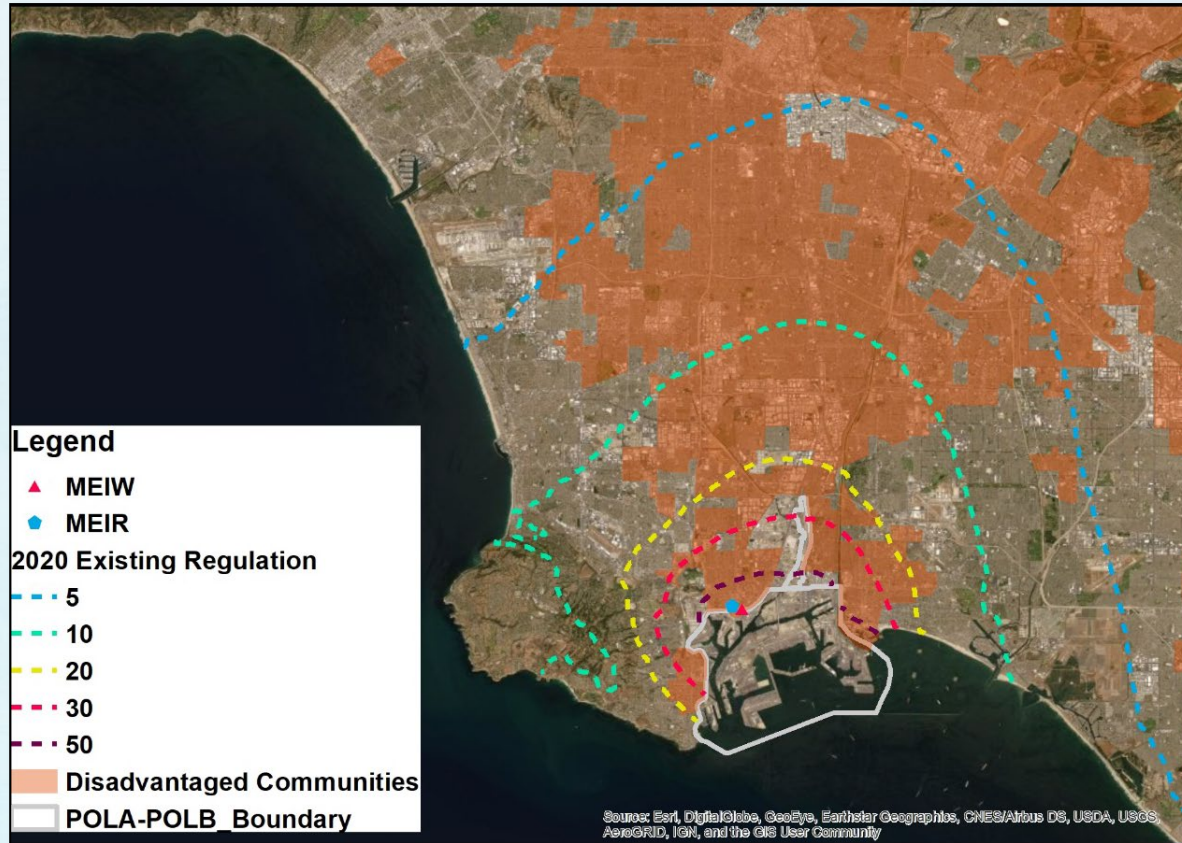 Legend
MEIW
MEIR
2020 Existing Regulation
5
10
20
30
50
Disadvantaged Communities
POLA-POLB_Boundary
Source: Esri, DigitalGlobe, GeoEye, Earthstar Geographics, CNES/Airbus DS, USDA, USGS,
AeroGRID, IGN, and the GIS User Community